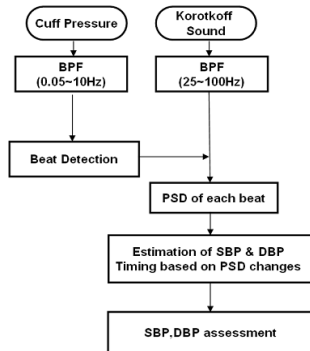 Cuff Pressure
Korotkoff
Sound
BPF
(0.05~10Hz)
BPF
(25~100Hz)
Beat Detection
PSD of each beat
Estimation of SBP & DBP
Timing based on PSD changes
SBP,DBP assessment